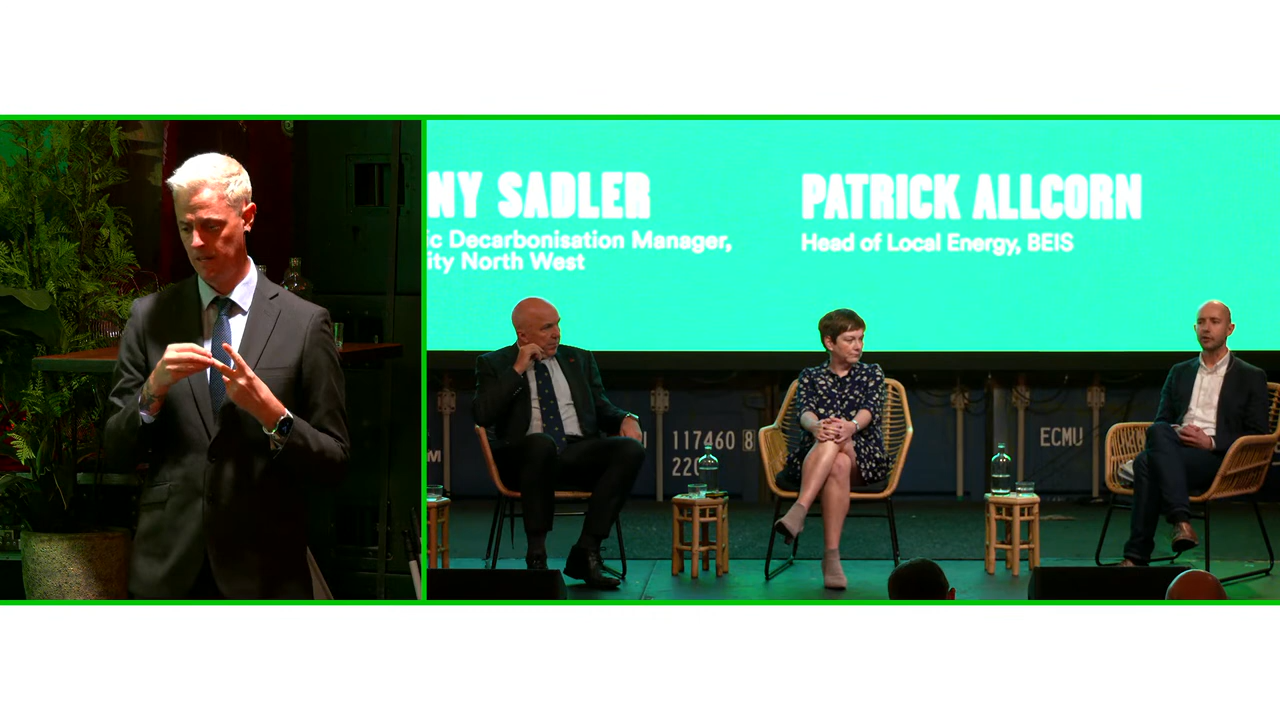 NY SADLER
ic Decarbonisation Manager,
ity North West
PATRICK ALLCORN
Head of Local Energy, BEIS
M
117460 8
220
ECMU